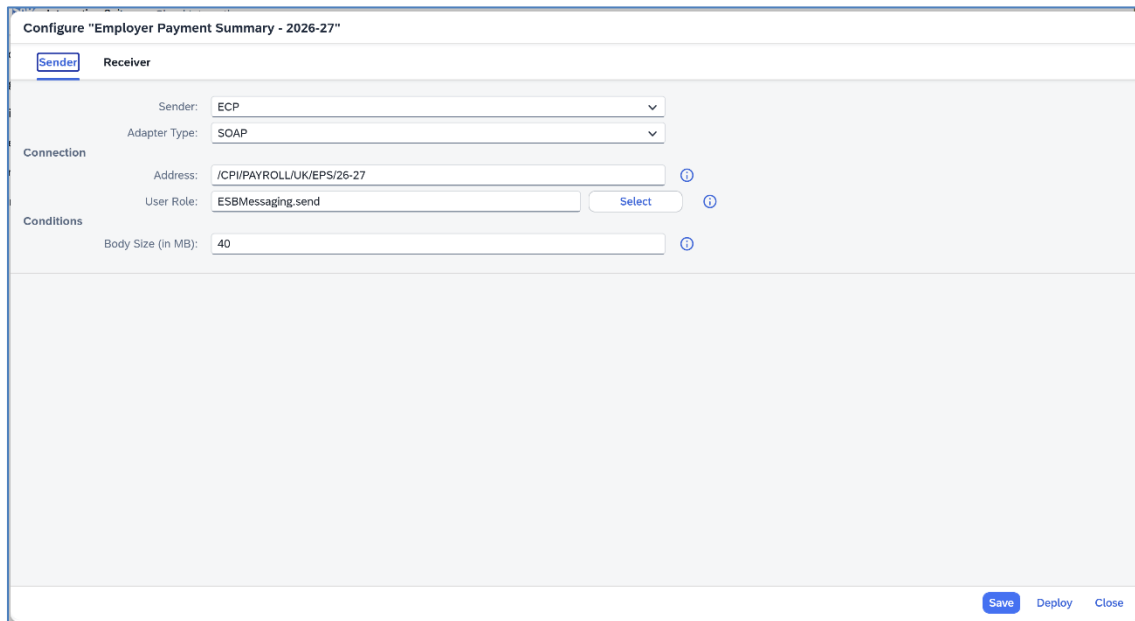 Configure "Employer Payment Summary - 2026-27"
Sender Receiver
Sender: ECP
Adapter Type: SOAP
Connection
Address: /CPI/PAYROLL/UK/EPS/26-27
User Role: ESBMessaging.send Select
Conditions
Body Size (in MB): 40
Save Deploy Close